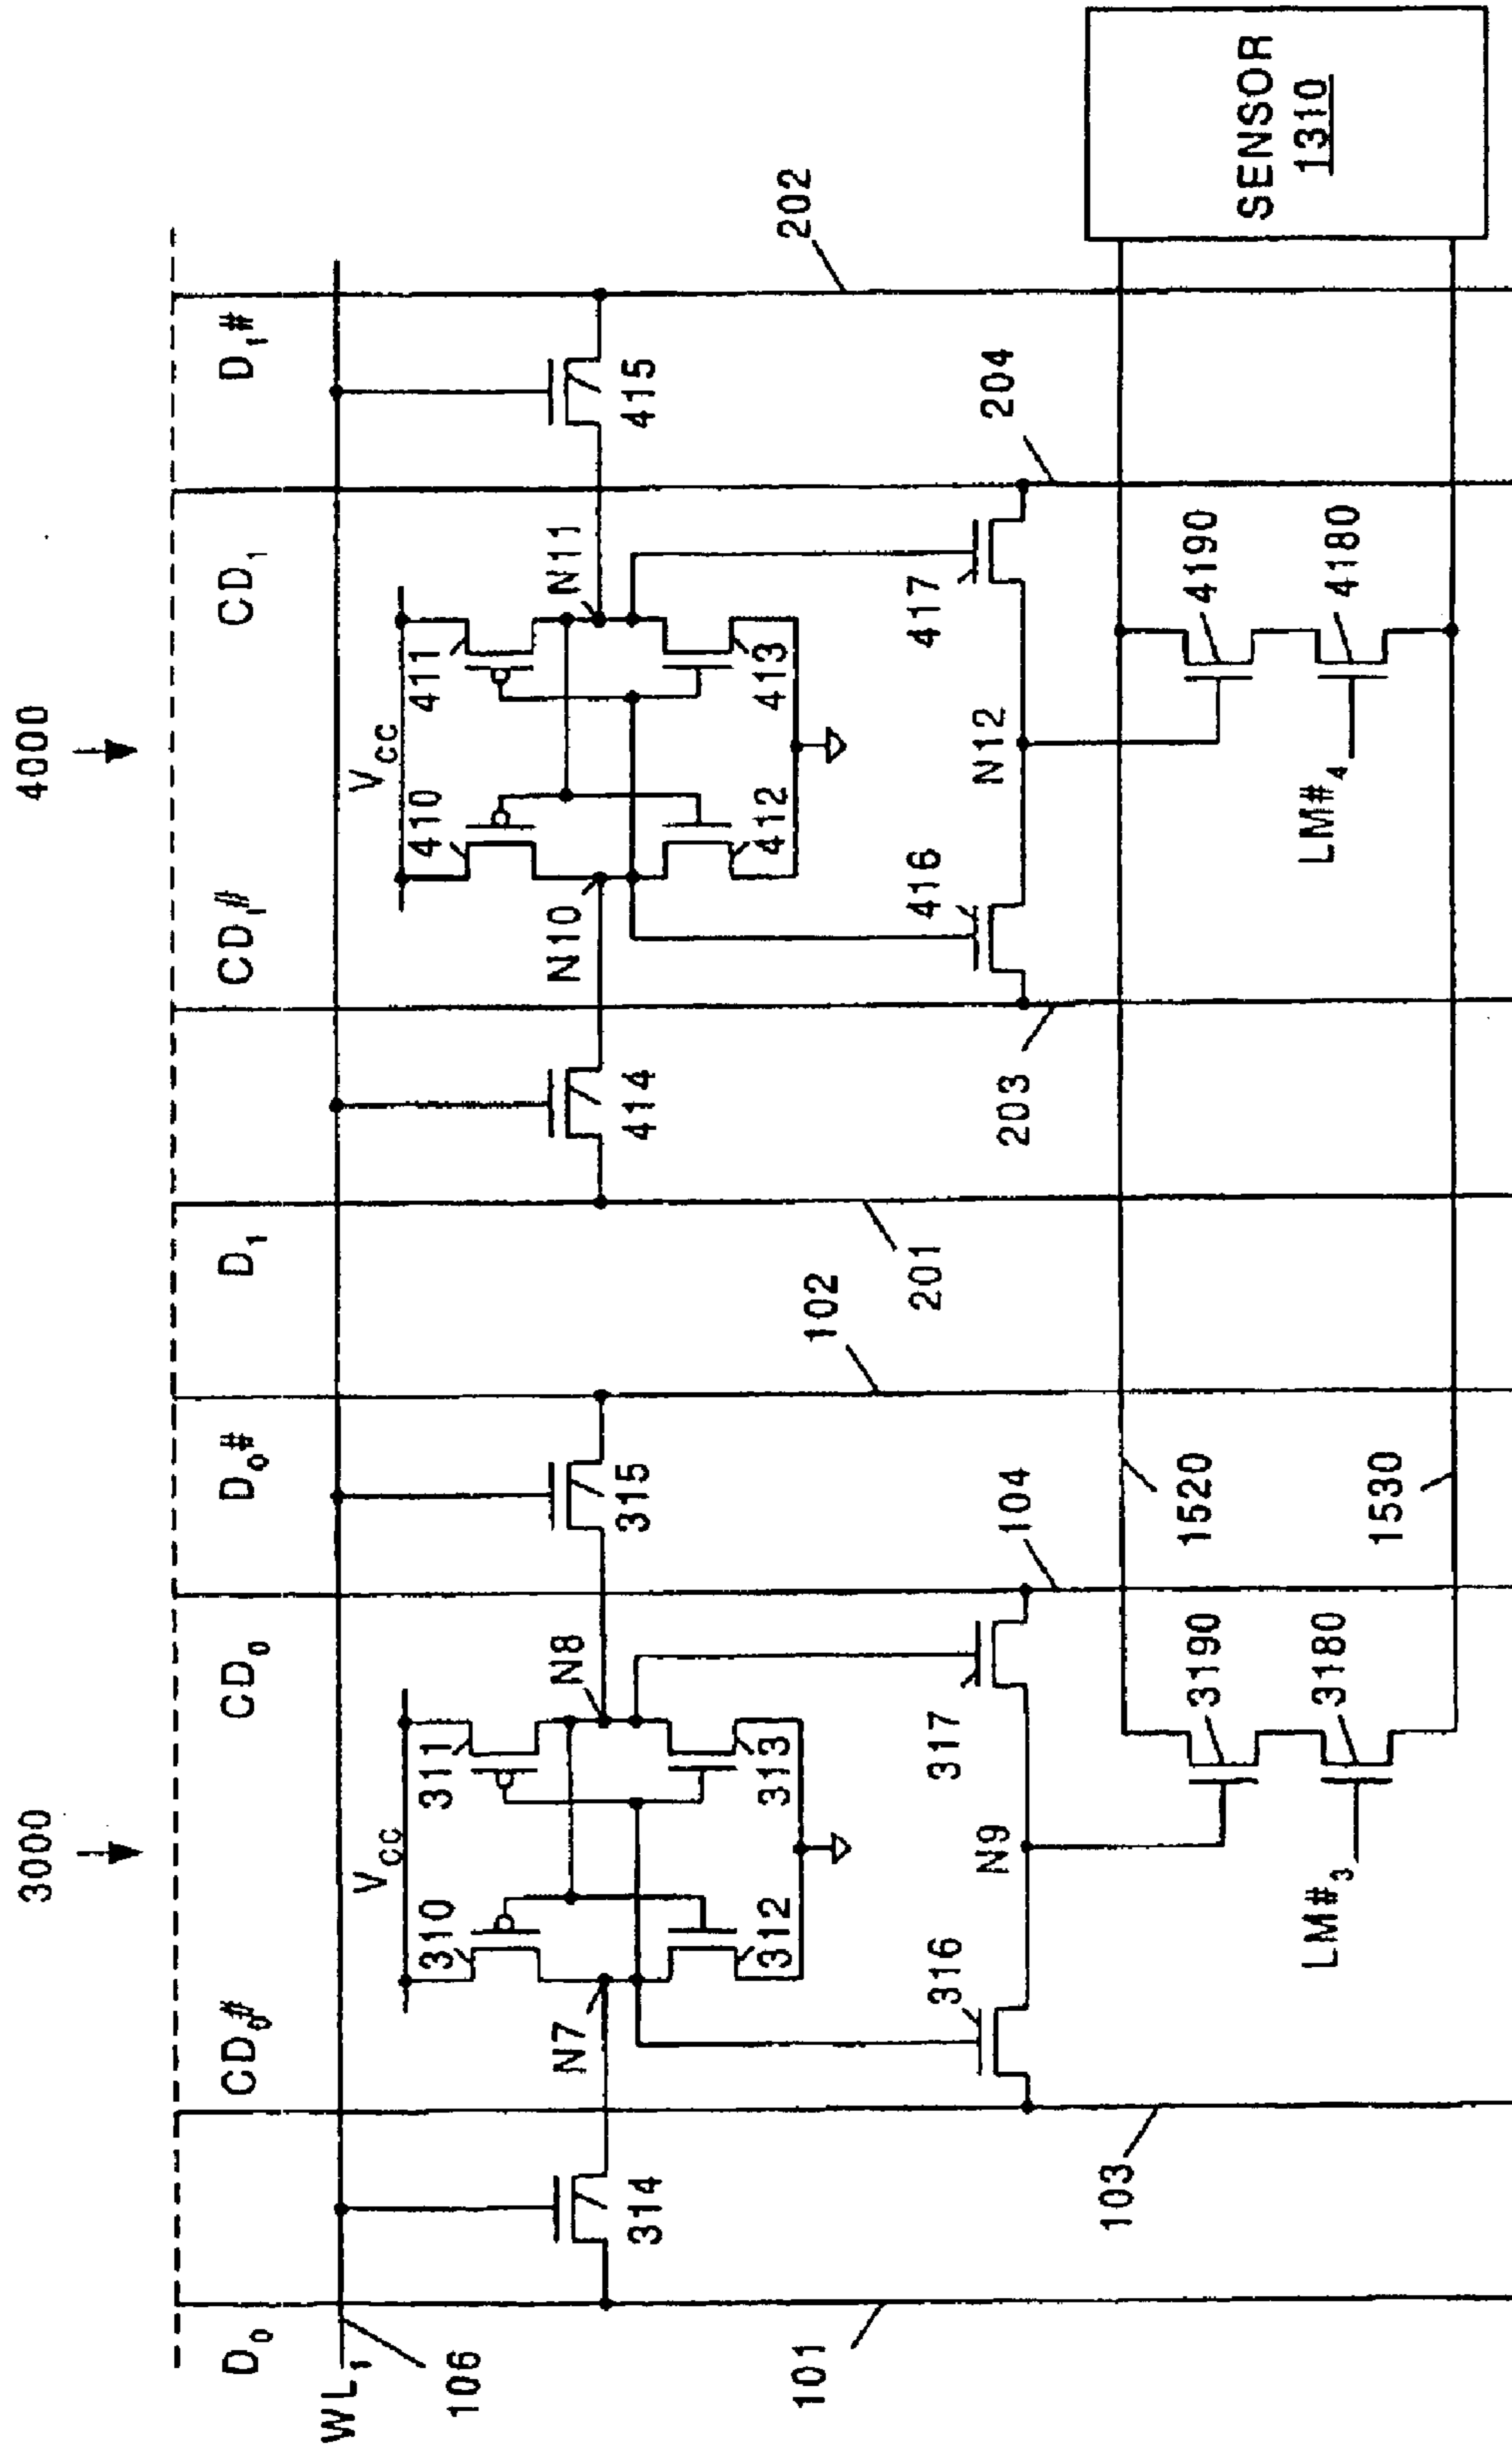 3000
4000
D₀
CD₀#
CD₀
D₀#
D₁
CD₁#
CD₁
D₁#
WL₁
106
V_CC
V_CC
310
311
410
411
N7
N8
N10
N11
314
312
313
315
414
412
413
415
101
103
316
317
104
102
201
203
416
417
204
202
N9
N12
LM#₃
3190
3180
1520
1530
LM#₄
4190
4180
SENSOR
1310